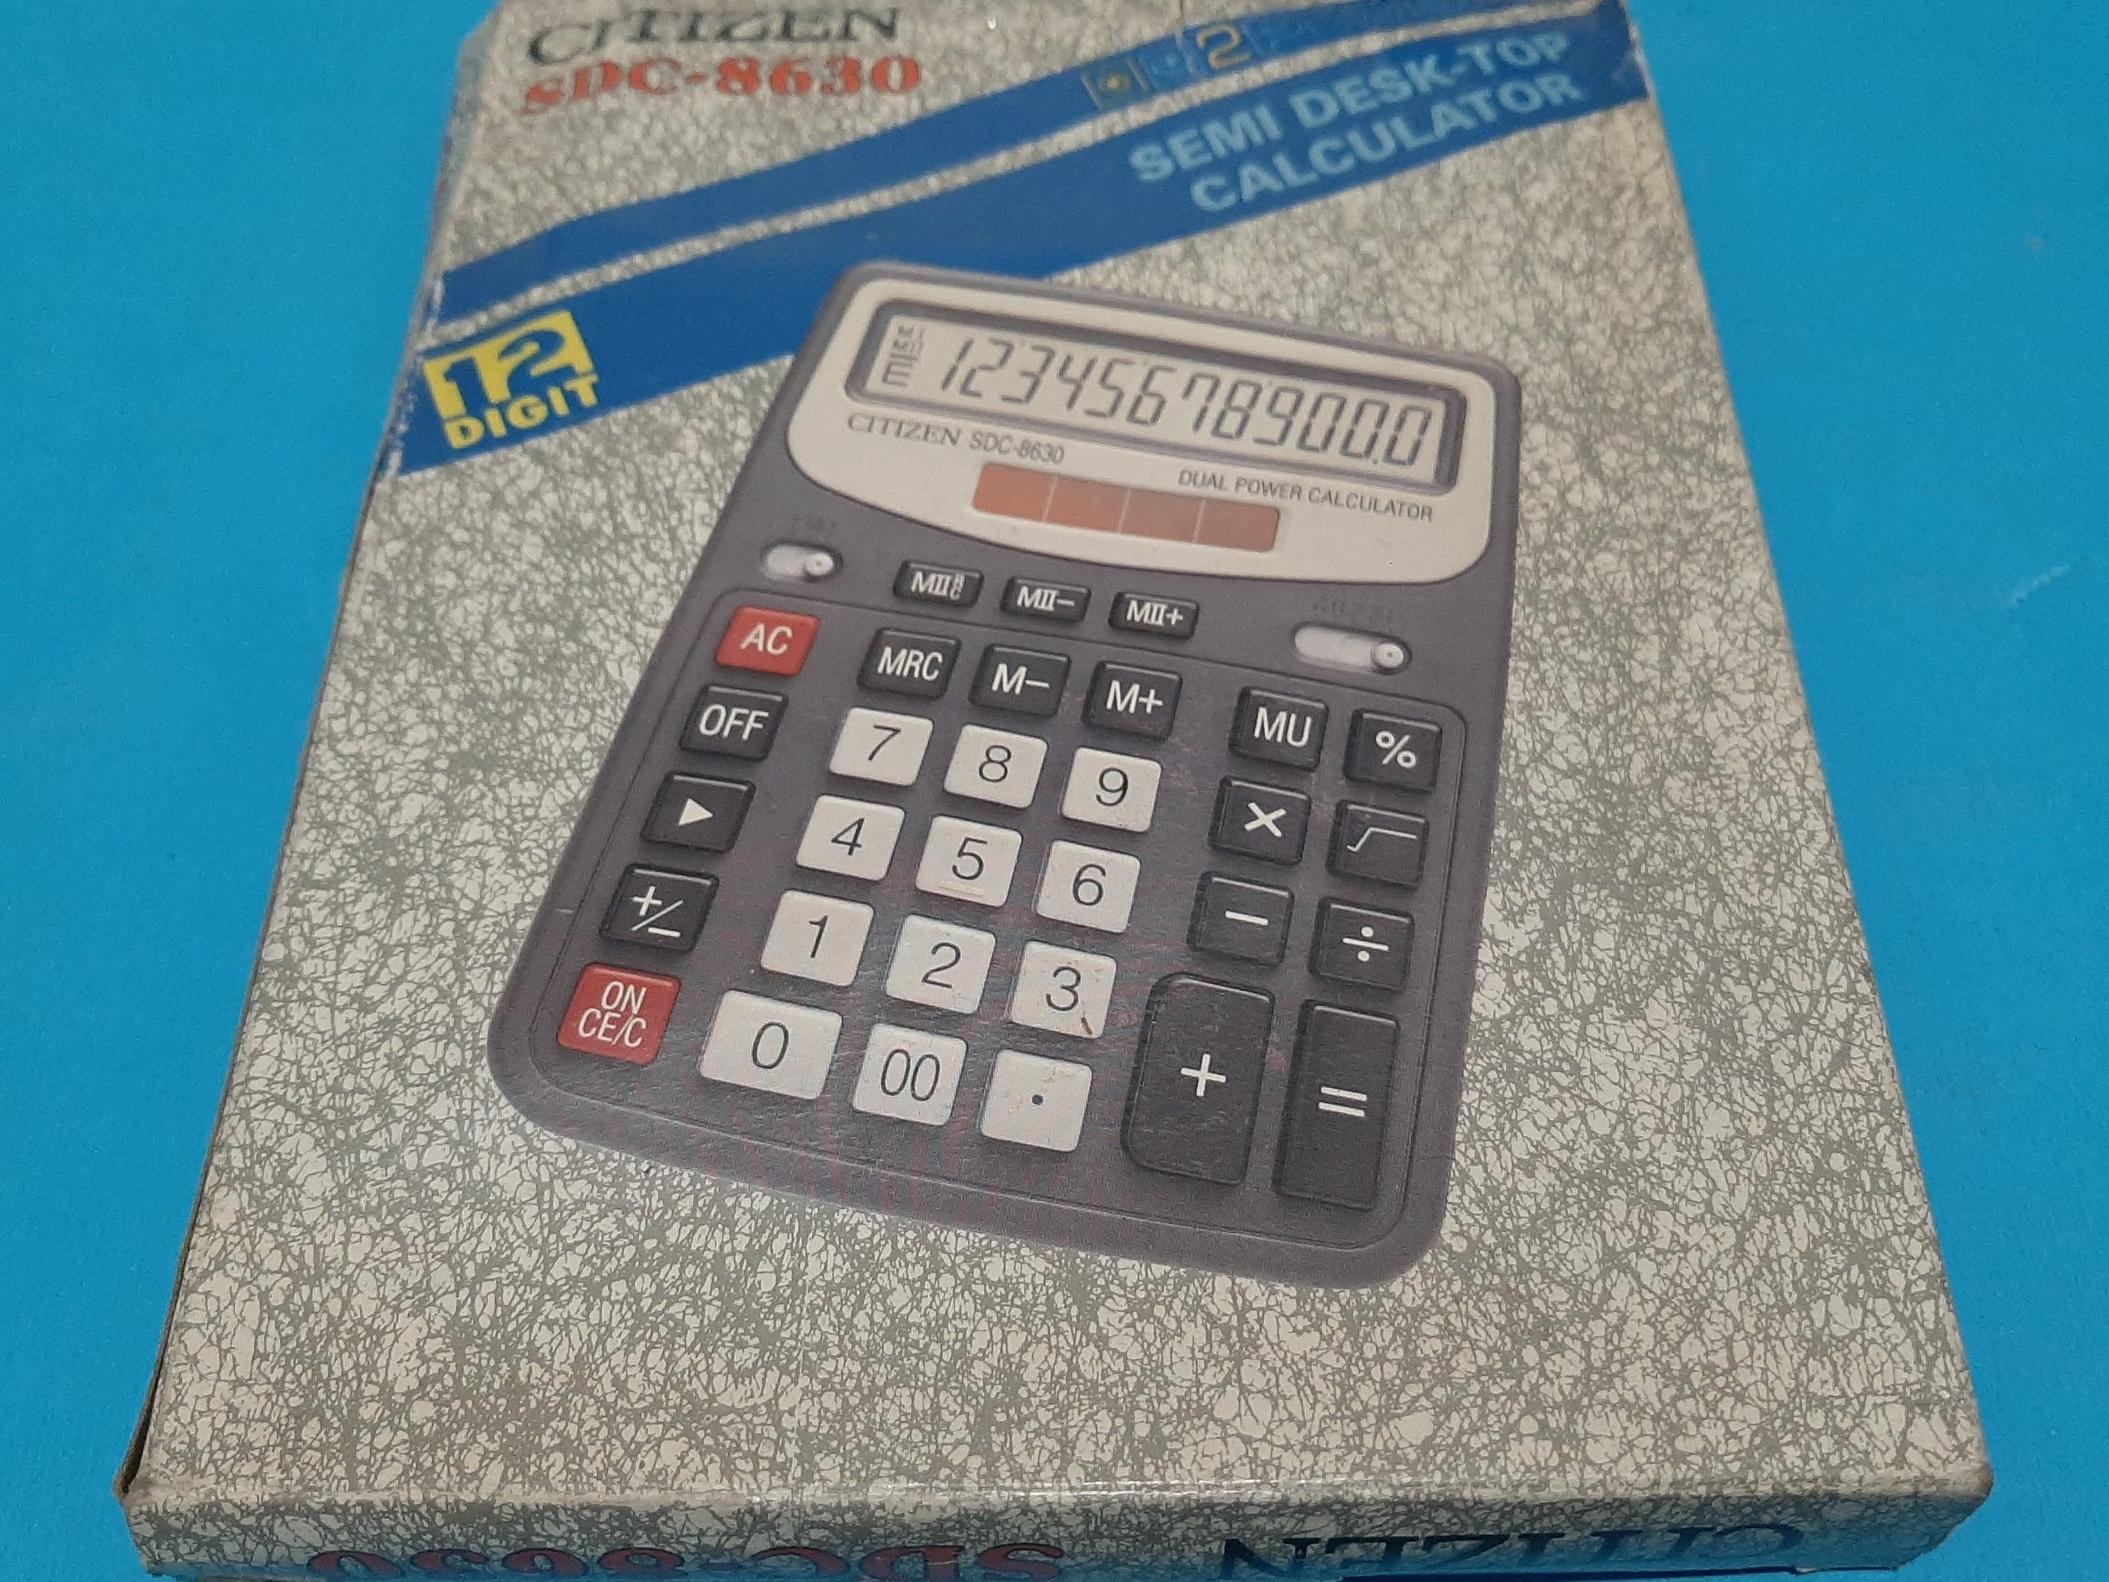 CITIZEN
SDC-8630
SEMI DESK-TOP
CALCULATOR
12
DIGIT
123456789000.0
CITIZEN SDC-8630
DUAL POWER CALCULATOR
MII R/C MII− MII+
AC MRC M− M+ MU %
OFF 7 8 9 × √
▶ 4 5 6 − ÷
+/− 1 2 3 + =
ON
CE/C 0 00 .
SDC-8630 CITIZEN